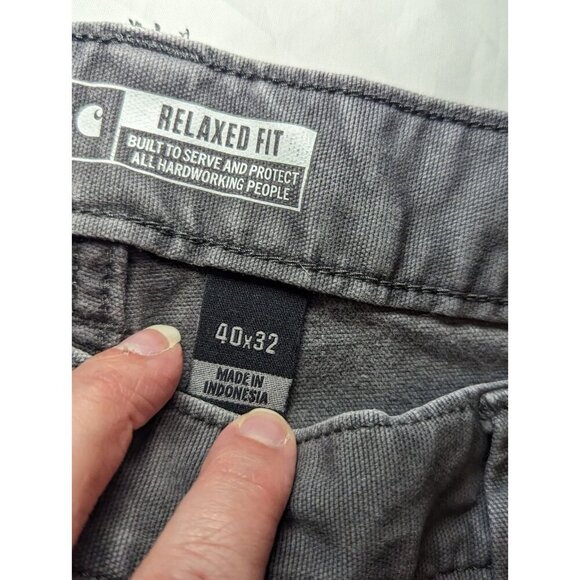 RELAXED FIT
BUILT TO SERVE AND PROTECT
ALL HARDWORKING PEOPLE
40x32
MADE IN
INDONESIA